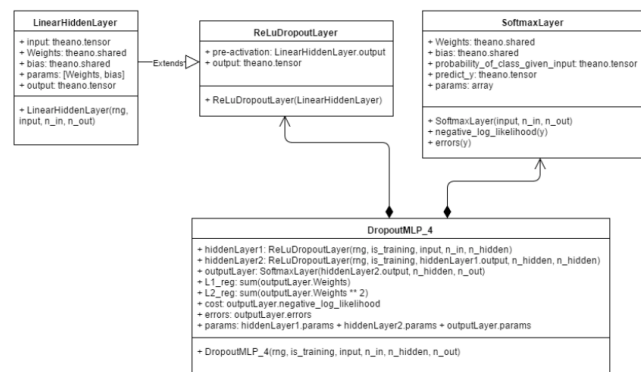 LinearHiddenLayer
+ input: theano.tensor
+ Weights: theano.shared
+ bias: theano.shared
+ params: [Weights, bias]
+ output: theano.tensor
+ LinearHiddenLayer(rng,
input, n_in, n_out)
Extends
ReLuDropoutLayer
+ pre-activation: LinearHiddenLayer.output
+ output: theano.tensor
+ ReLuDropoutLayer(LinearHiddenLayer)
SoftmaxLayer
+ Weights: theano.shared
+ bias: theano.shared
+ probability_of_class_given_input: theano.tensor
+ predict_y: theano.tensor
+ params: array
+ SoftmaxLayer(input, n_in, n_out)
+ negative_log_likelihood(y)
+ errors(y)
DropoutMLP_4
+ hiddenLayer1: ReLuDropoutLayer(rng, is_training, input, n_in, n_hidden)
+ hiddenLayer2: ReLuDropoutLayer(rng, is_training, hiddenLayer1.output, n_hidden, n_hidden)
+ outputLayer: SoftmaxLayer(hiddenLayer2.output, n_hidden, n_out)
+ L1_reg: sum(outputLayer.Weights)
+ L2_reg: sum(outputLayer.Weights ** 2)
+ cost: outputLayer.negative_log_likelihood
+ errors: outputLayer.errors
+ params: hiddenLayer1.params + hiddenLayer2.params + outputLayer.params
+ DropoutMLP_4(rng, is_training, input, n_in, n_hidden, n_out)